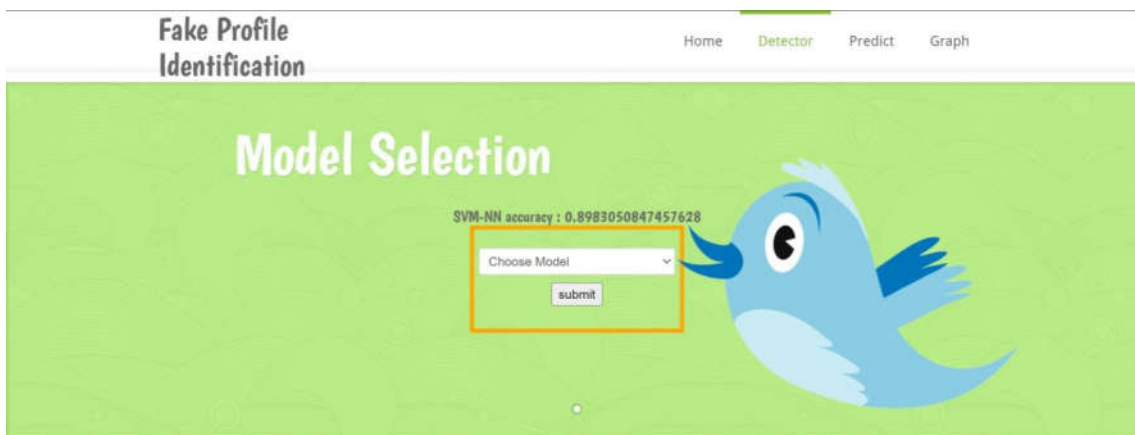 Fake Profile
Identification
Home Detector Predict Graph
Model Selection
SVM-NN accuracy : 0.8983050847457628
Choose Model
submit